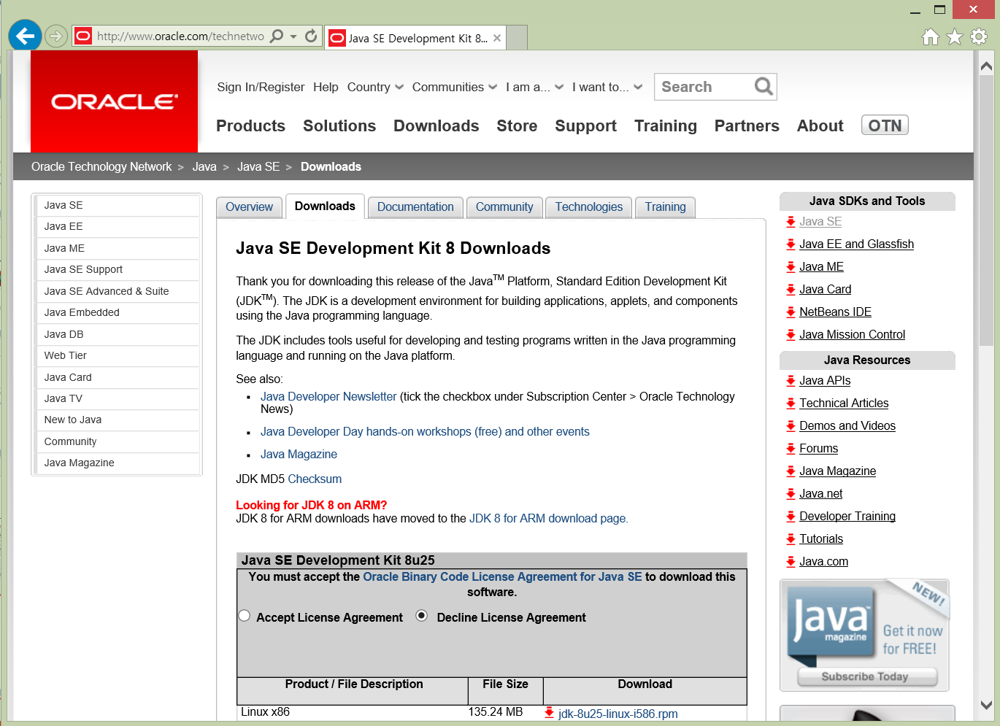 http://www.oracle.com/technetwo
Java SE Development Kit 8...
ORACLE
Sign In/Register Help Country Communities I am a... I want to... Search
Products Solutions Downloads Store Support Training Partners About OTN
Oracle Technology Network > Java > Java SE > Downloads
Java SE
Java EE
Java ME
Java SE Support
Java SE Advanced & Suite
Java Embedded
Java DB
Web Tier
Java Card
Java TV
New to Java
Community
Java Magazine
Overview Downloads Documentation Community Technologies Training
Java SE Development Kit 8 Downloads
Thank you for downloading this release of the Java™ Platform, Standard Edition Development Kit
(JDK™). The JDK is a development environment for building applications, applets, and components
using the Java programming language.
The JDK includes tools useful for developing and testing programs written in the Java programming
language and running on the Java platform.
See also:
Java Developer Newsletter (tick the checkbox under Subscription Center > Oracle Technology
News)
Java Developer Day hands-on workshops (free) and other events
Java Magazine
JDK MD5 Checksum
Looking for JDK 8 on ARM?
JDK 8 for ARM downloads have moved to the JDK 8 for ARM download page.
Java SE Development Kit 8u25
You must accept the Oracle Binary Code License Agreement for Java SE to download this
software.
Accept License Agreement Decline License Agreement
Product / File Description File Size Download
Linux x86 135.24 MB jdk-8u25-linux-i586.rpm
Java SDKs and Tools
Java SE
Java EE and Glassfish
Java ME
Java Card
NetBeans IDE
Java Mission Control
Java Resources
Java APIs
Technical Articles
Demos and Videos
Forums
Java Magazine
Java.net
Developer Training
Tutorials
Java.com
NEW!
Java™
magazine
Get it now
for FREE!
Subscribe Today